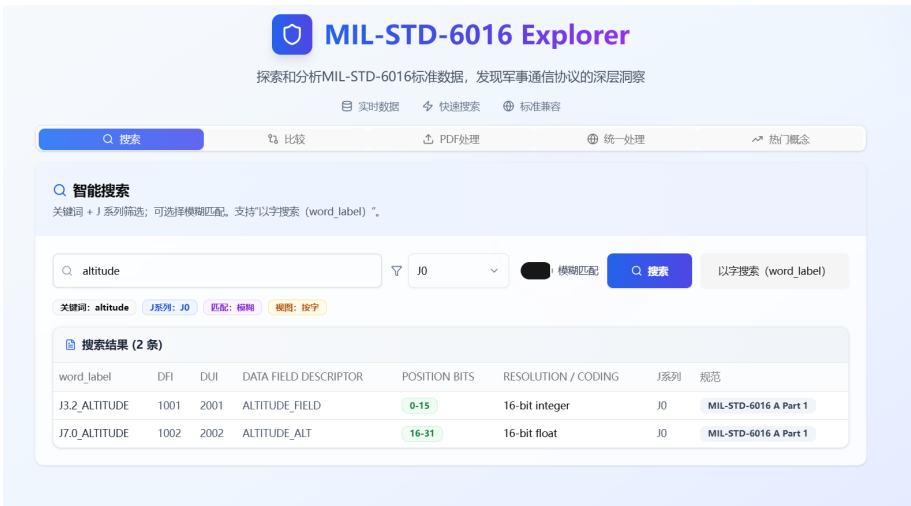 MIL-STD-6016 Explorer
探索和分析MIL-STD-6016标准数据，发现军事通信协议的深层洞察
实时数据 快速搜索 标准兼容
搜索 比较 PDF处理 统一处理 热门概念
智能搜索
关键词 + J 系列筛选；可选择模糊匹配。支持"以字搜索（word_label）"。
altitude J0 模糊匹配 搜索 以字搜索（word_label）
关键词：altitude J系列：J0 匹配：模糊 视图：按字
搜索结果 (2 条)
word_label DFI DUI DATA FIELD DESCRIPTOR POSITION BITS RESOLUTION / CODING J系列 规范
J3.2_ALTITUDE 1001 2001 ALTITUDE_FIELD 0-15 16-bit integer J0 MIL-STD-6016 A Part 1
J7.0_ALTITUDE 1002 2002 ALTITUDE_ALT 16-31 16-bit float J0 MIL-STD-6016 A Part 1